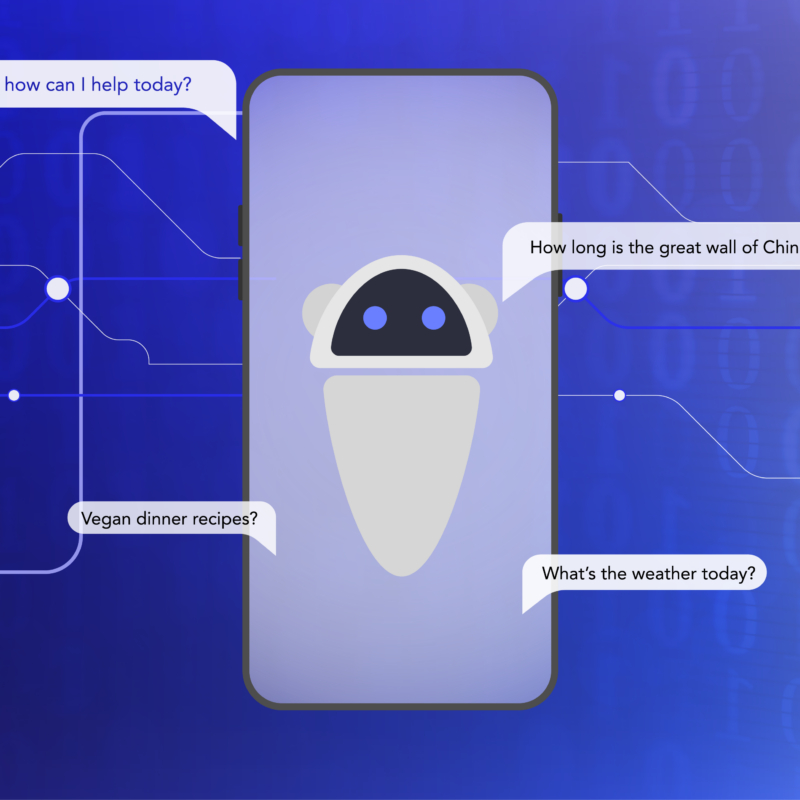 how can I help today?
How long is the great wall of Chin
Vegan dinner recipes?
What's the weather today?